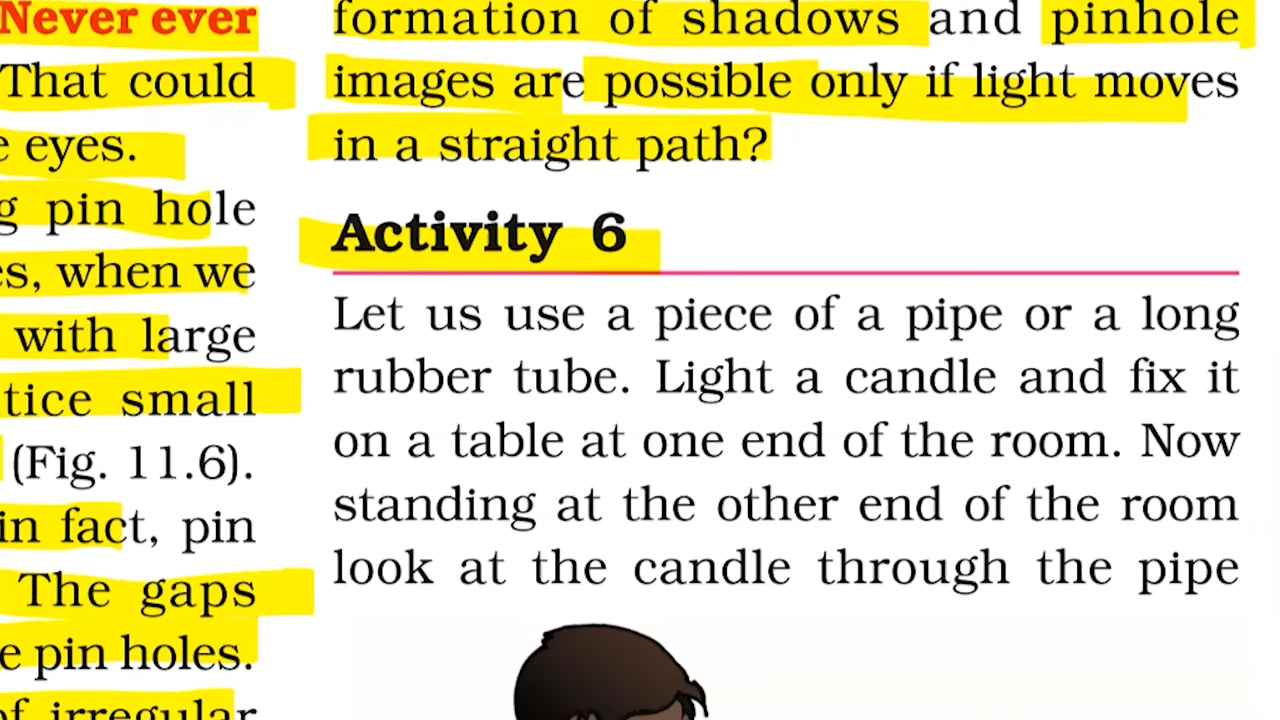 Never ever
That could
eyes.
pin hole
when we
with large
small
(Fig. 11.6).
in fact, pin
The gaps
pin holes.
of irregular
formation of shadows and pinhole
images are possible only if light moves
in a straight path?
Activity 6
Let us use a piece of a pipe or a long
rubber tube. Light a candle and fix it
on a table at one end of the room. Now
standing at the other end of the room
look at the candle through the pipe